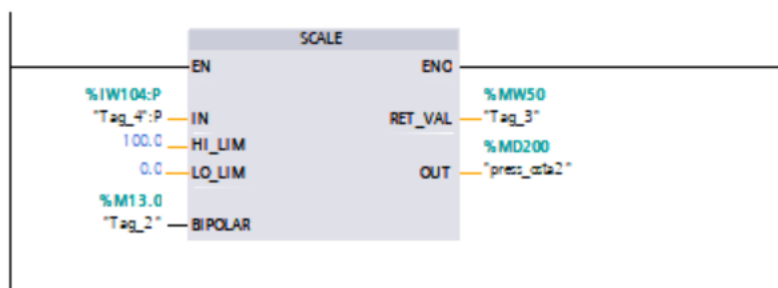 SCALE
EN ENO
%IW104:P %MW50
"Tag_4":P IN RET_VAL "Tag_3"
100.0 HI_LIM %MD200
0.0 LO_LIM OUT "press_osta2"
%M13.0
"Tag_2" BIPOLAR